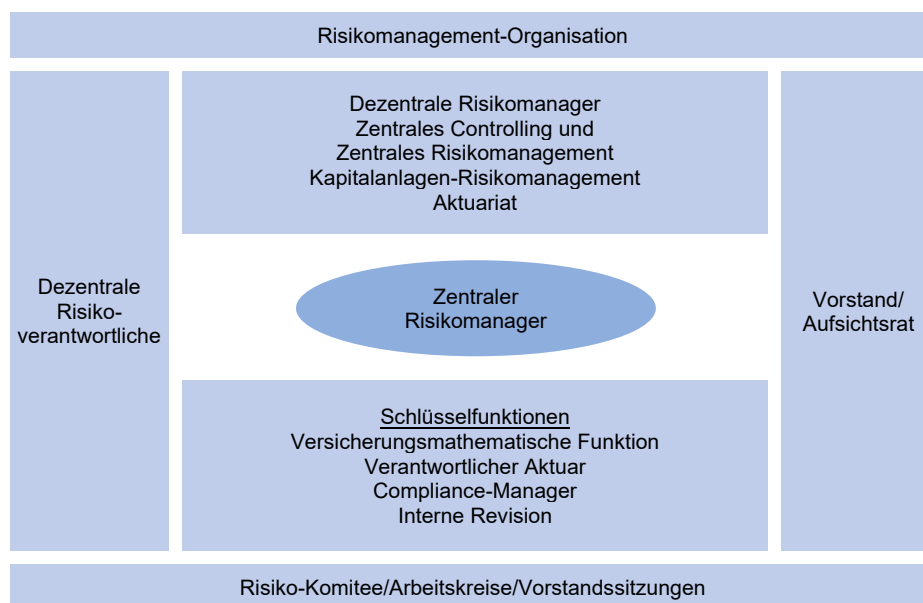 Risikomanagement-Organisation
Dezentrale Risikomanager
Zentrales Controlling und
Zentrales Risikomanagement
Kapitalanlagen-Risikomanagement
Aktuariat
Dezentrale
Risiko-
verantwortliche
Zentraler
Risikomanager
Vorstand/
Aufsichtsrat
Schlüsselfunktionen
Versicherungsmathematische Funktion
Verantwortlicher Aktuar
Compliance-Manager
Interne Revision
Risiko-Komitee/Arbeitskreise/Vorstandssitzungen